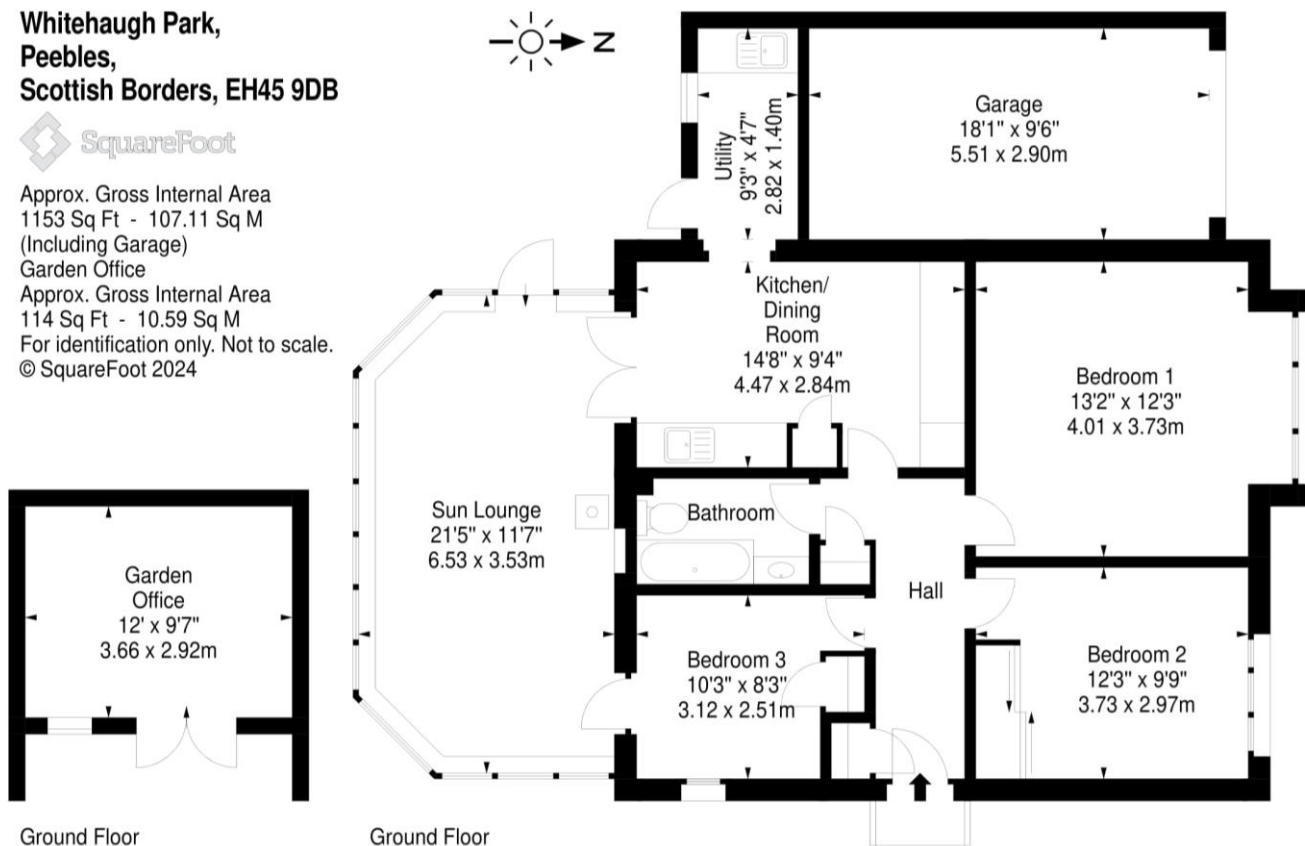 Whitehaugh Park,
Peebles,
Scottish Borders, EH45 9DB
SquareFoot
Approx. Gross Internal Area
1153 Sq Ft - 107.11 Sq M
(Including Garage)
Garden Office
Approx. Gross Internal Area
114 Sq Ft - 10.59 Sq M
For identification only. Not to scale.
© SquareFoot 2024
N
Utility
9'3" x 4'7"
2.82 x 1.40m
Garage
18'1" x 9'6"
5.51 x 2.90m
Kitchen/
Dining
Room
14'8" x 9'4"
4.47 x 2.84m
Bedroom 1
13'2" x 12'3"
4.01 x 3.73m
Sun Lounge
21'5" x 11'7"
6.53 x 3.53m
Bathroom
Hall
Garden
Office
12' x 9'7"
3.66 x 2.92m
Bedroom 3
10'3" x 8'3"
3.12 x 2.51m
Bedroom 2
12'3" x 9'9"
3.73 x 2.97m
Ground Floor
Ground Floor